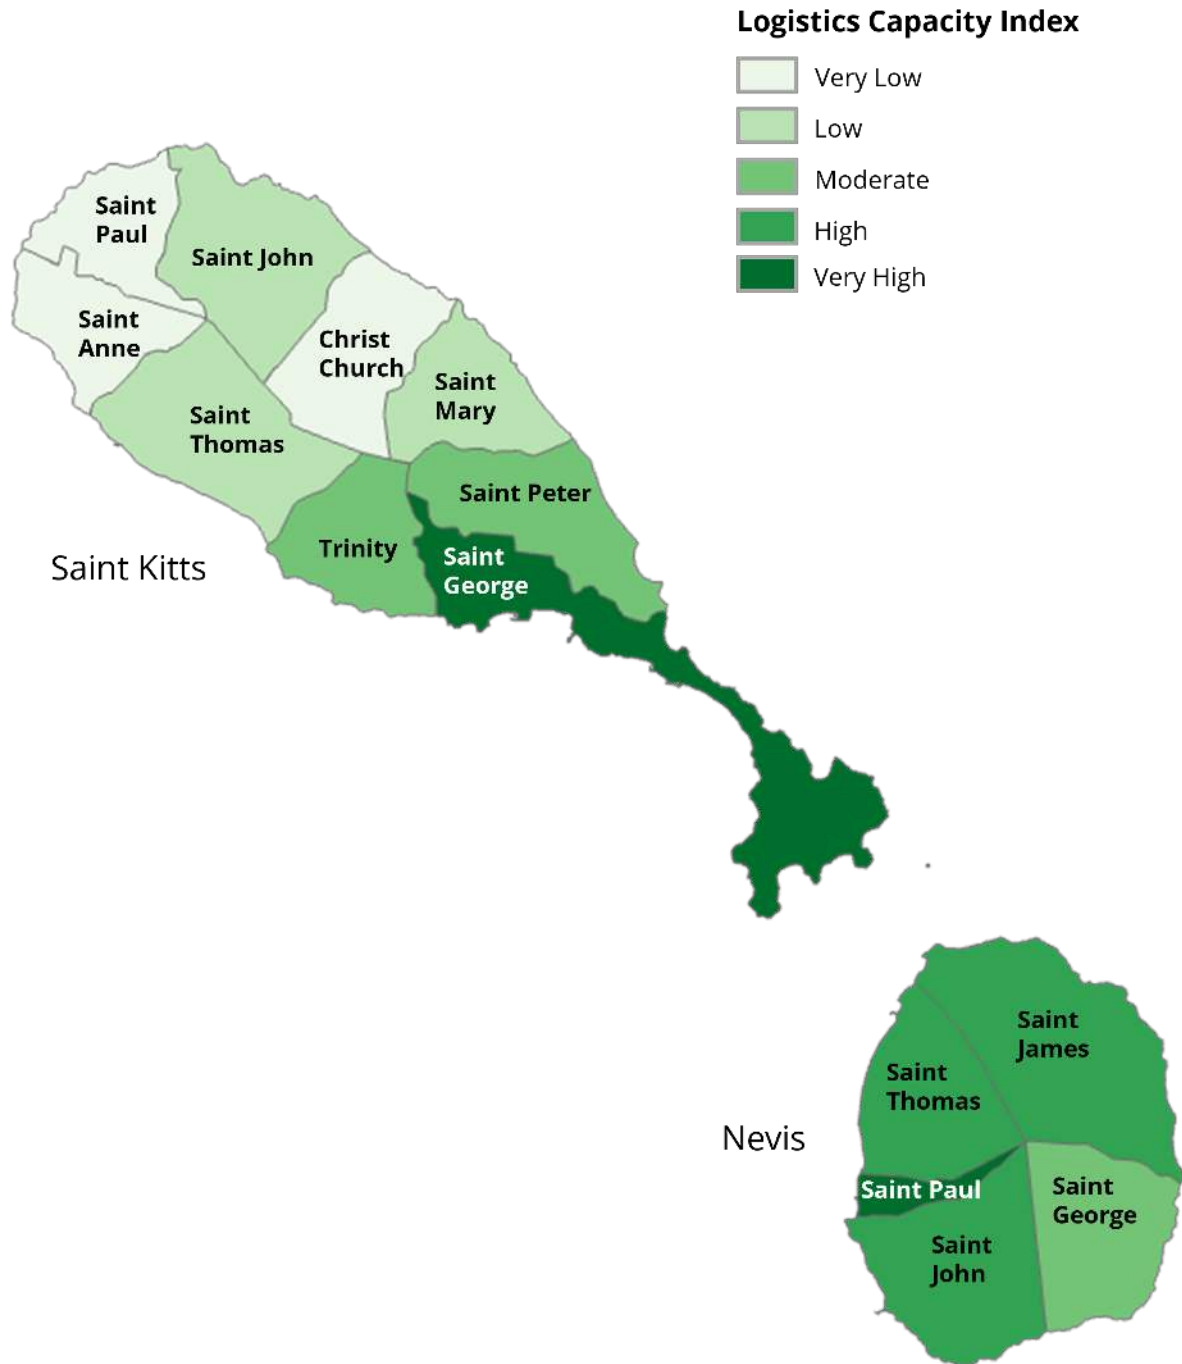 Logistics Capacity Index
Very Low
Low
Moderate
High
Very High
Saint
Paul
Saint John
Saint
Anne
Christ
Church
Saint
Mary
Saint
Thomas
Saint Peter
Trinity
Saint
George
Saint Kitts
Saint
James
Saint
Thomas
Nevis
Saint Paul
Saint
George
Saint
John